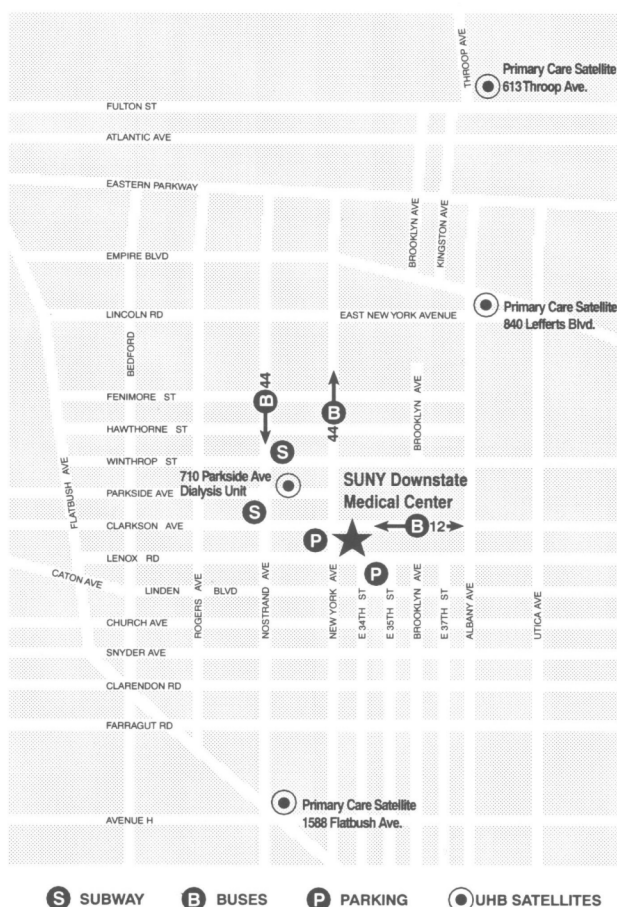 THROOP AVE
Primary Care Satellite
613 Throop Ave.
FULTON ST
ATLANTIC AVE
EASTERN PARKWAY
BROOKLYN AVE
KINGSTON AVE
EMPIRE BLVD
LINCOLN RD
EAST NEW YORK AVENUE
Primary Care Satellite
840 Lefferts Blvd.
BEDFORD
FENIMORE ST
B 44
B
44
BROOKLYN AVE
HAWTHORNE ST
S
WINTHROP ST
710 Parkside Ave
Dialysis Unit
SUNY Downstate
Medical Center
FLATBUSH AVE
PARKSIDE AVE
S
CLARKSON AVE
P
B 12
LENOX RD
P
CATON AVE
LINDEN BLVD
ROGERS AVE
NOSTRAND AVE
NEW YORK AVE
E 34TH ST
E 35TH ST
BROOKLYN AVE
E 37TH ST
ALBANY AVE
UTICA AVE
CHURCH AVE
SNYDER AVE
CLARENDON RD
FARRAGUT RD
Primary Care Satellite
1588 Flatbush Ave.
AVENUE H
S SUBWAY B BUSES P PARKING UHB SATELLITES